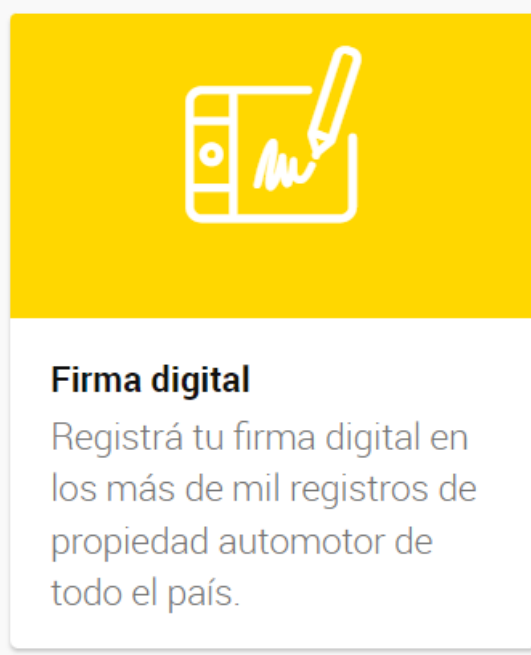 Firma digital
Registrá tu firma digital en
los más de mil registros de
propiedad automotor de
todo el país.